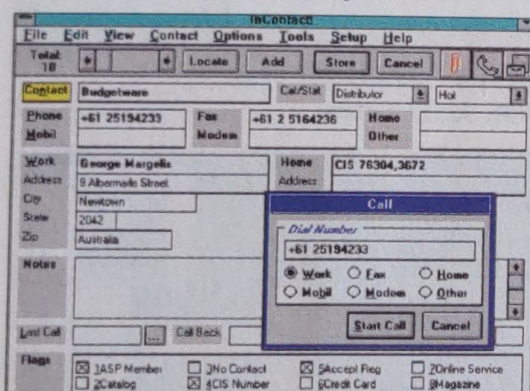 InContact!
File Edit View Contact Options Tools Setup Help
Total: 18 Locate Add Store Cancel
Contact Budgetware Cat/Stat Distributor Hot
Phone +61 25194233 Fax +61 2 5164236 Home
Mobil Modem Other
Work George Margelis Home CIS 76304,3672
Address 9 Albermarle Street Address
City Newtown
State 2042
Zip Australia
Call
Dial Number
+61 25194233
Work Fax Home
Mobil Modem Other
Start Call Cancel
Notes
Last Call ... Call Back
Flags 1ASP Member 3No Contact 5Accept Reg 7Online Service
2Catalog 4CIS Number 6Credit Card 8Magazine